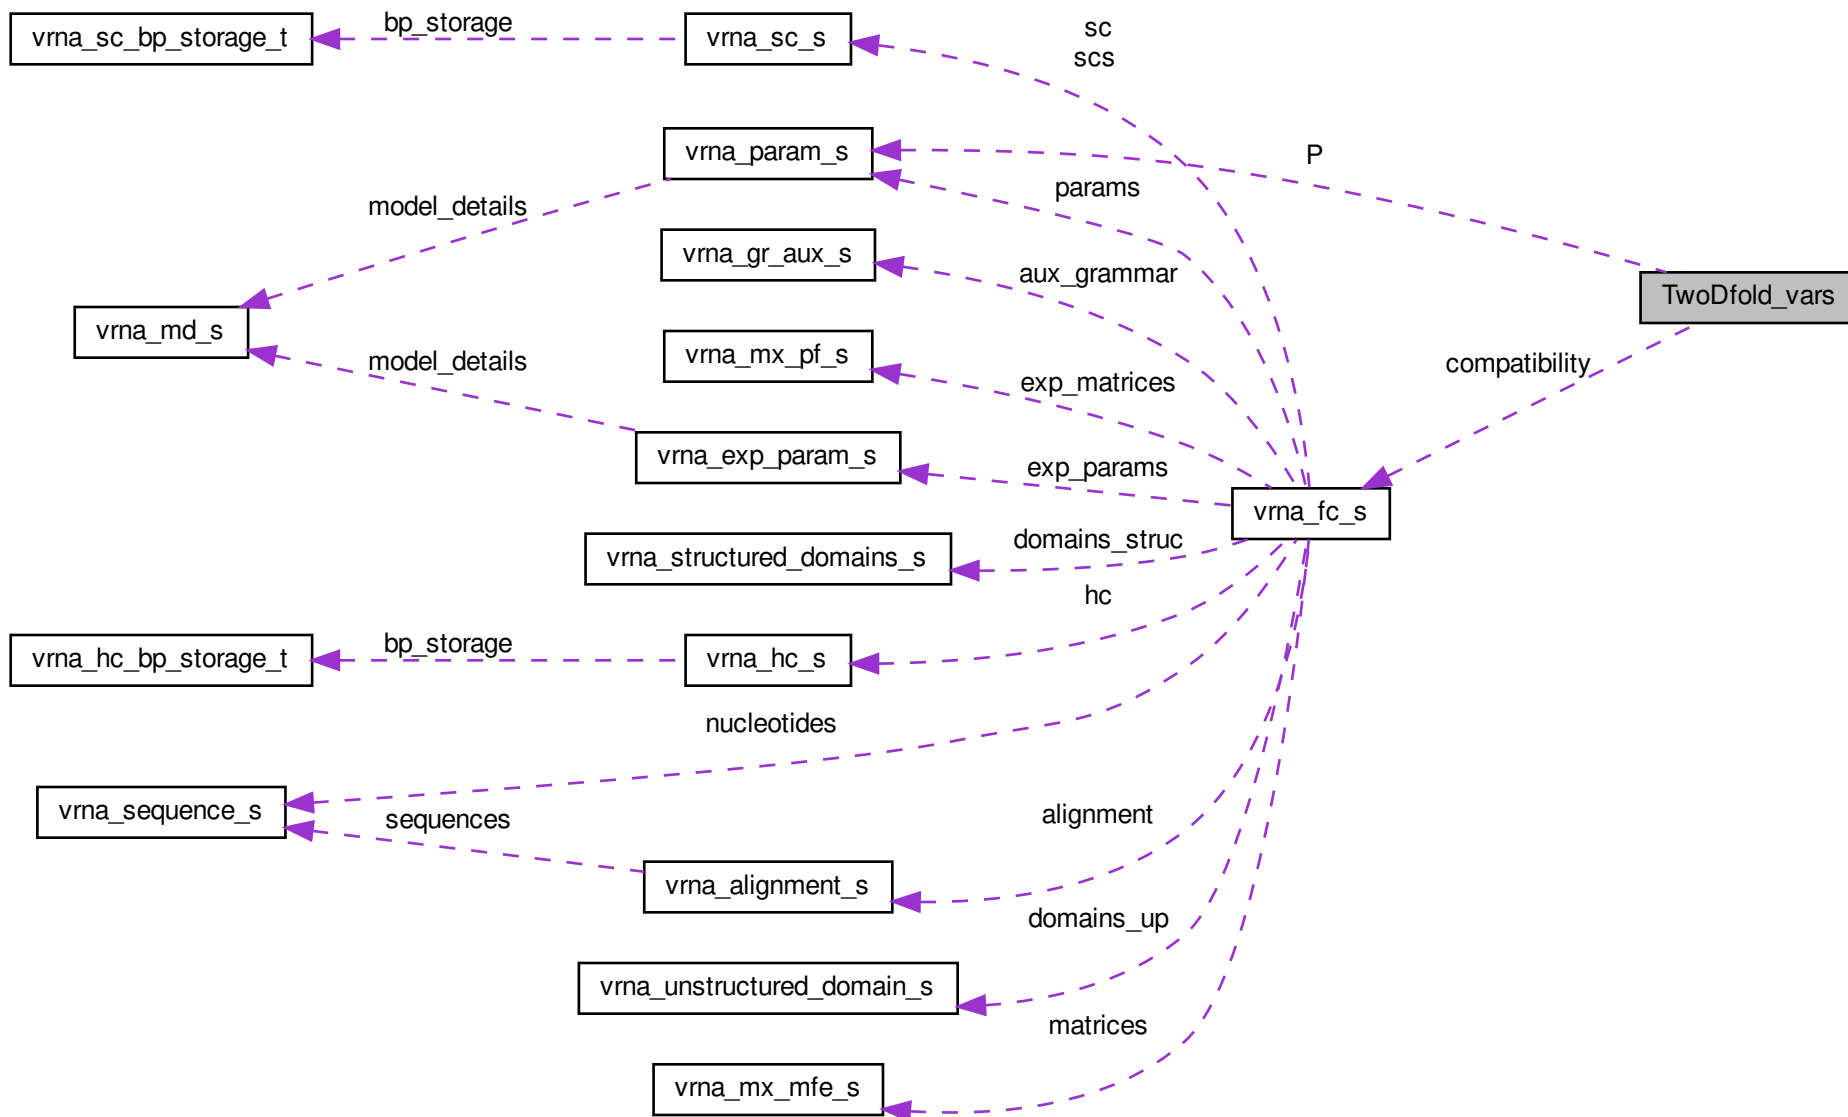 sc
scs
bp_storage
vrna_sc_bp_storage_t
vrna_sc_s
P
vrna_param_s
params
model_details
vrna_gr_aux_s
aux_grammar
TwoDfold_vars
vrna_md_s
vrna_mx_pf_s
model_details
exp_matrices
compatibility
vrna_exp_param_s
exp_params
vrna_fc_s
domains_struc
vrna_structured_domains_s
hc
bp_storage
vrna_hc_bp_storage_t
vrna_hc_s
nucleotides
vrna_sequence_s
sequences
alignment
vrna_alignment_s
domains_up
vrna_unstructured_domain_s
matrices
vrna_mx_mfe_s